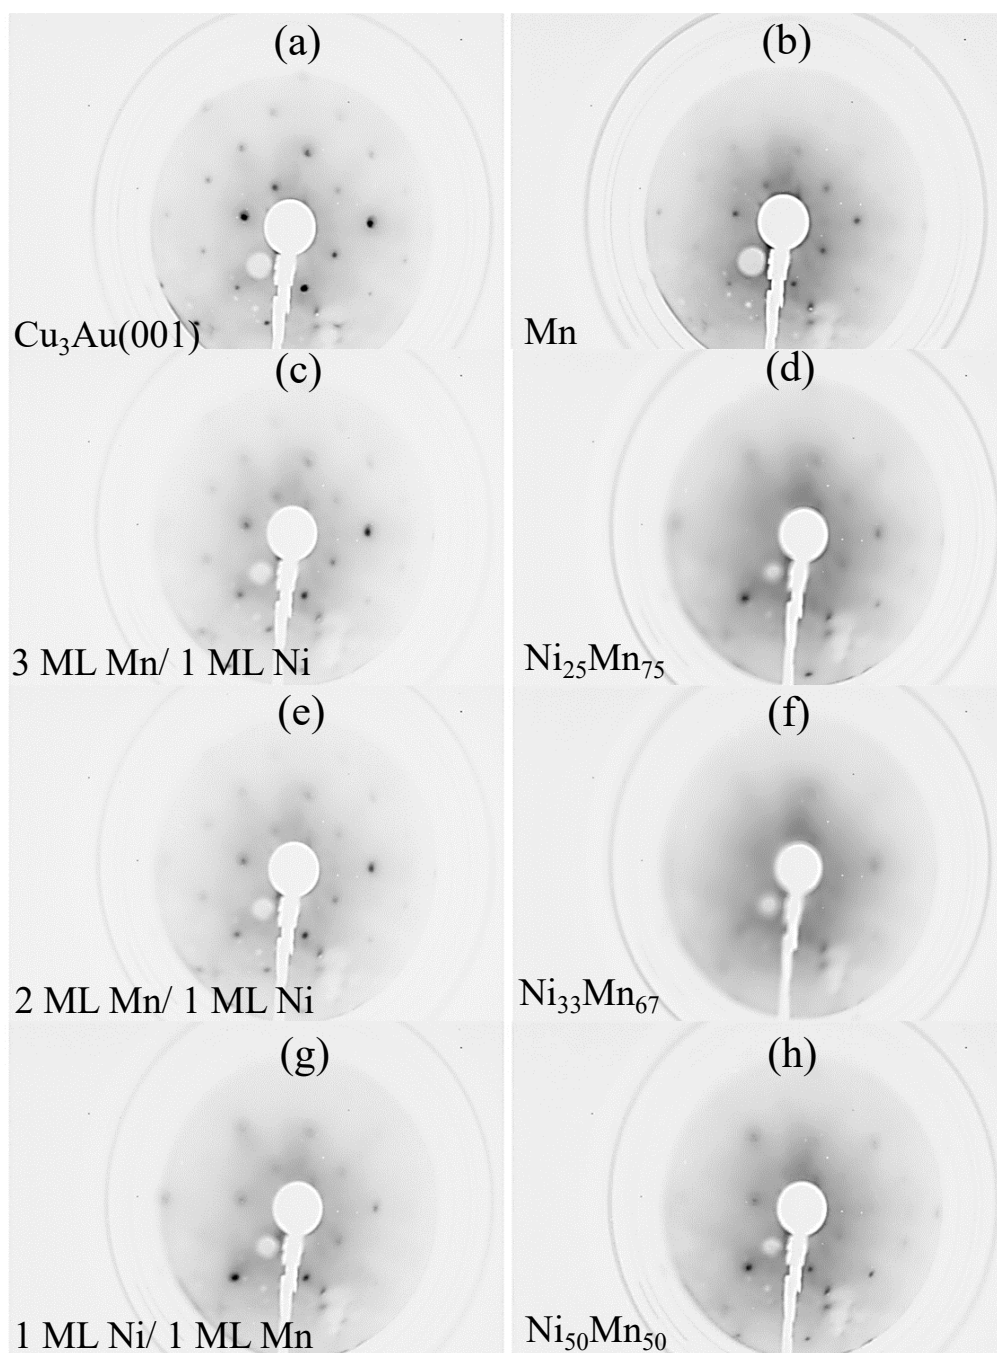 (a)
(b)
Cu₃Au(001)
Mn
(c)
(d)
3 ML Mn/ 1 ML Ni
Ni₂₅Mn₇₅
(e)
(f)
2 ML Mn/ 1 ML Ni
Ni₃₃Mn₆₇
(g)
(h)
1 ML Ni/ 1 ML Mn
Ni₅₀Mn₅₀